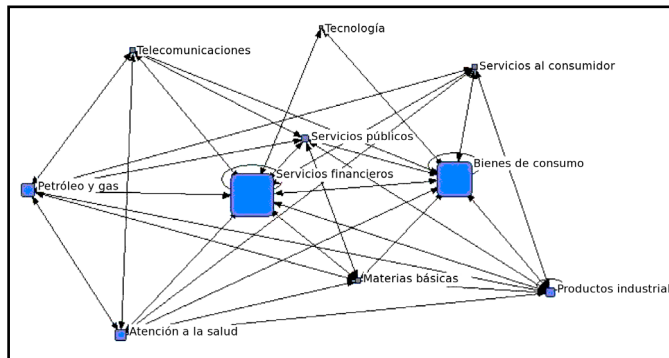 Tecnología
Telecomunicaciones
Servicios al consumidor
Servicios públicos
Bienes de consumo
Servicios financieros
Petróleo y gas
Materias básicas
Productos industrial
Atención a la salud